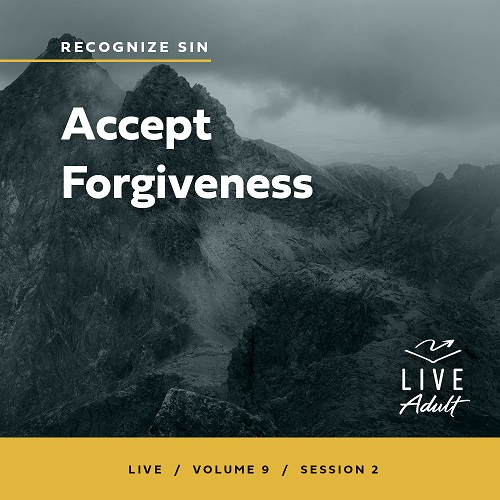 RECOGNIZE SIN
Accept
Forgiveness
LIVE
Adult
LIVE / VOLUME 9 / SESSION 2